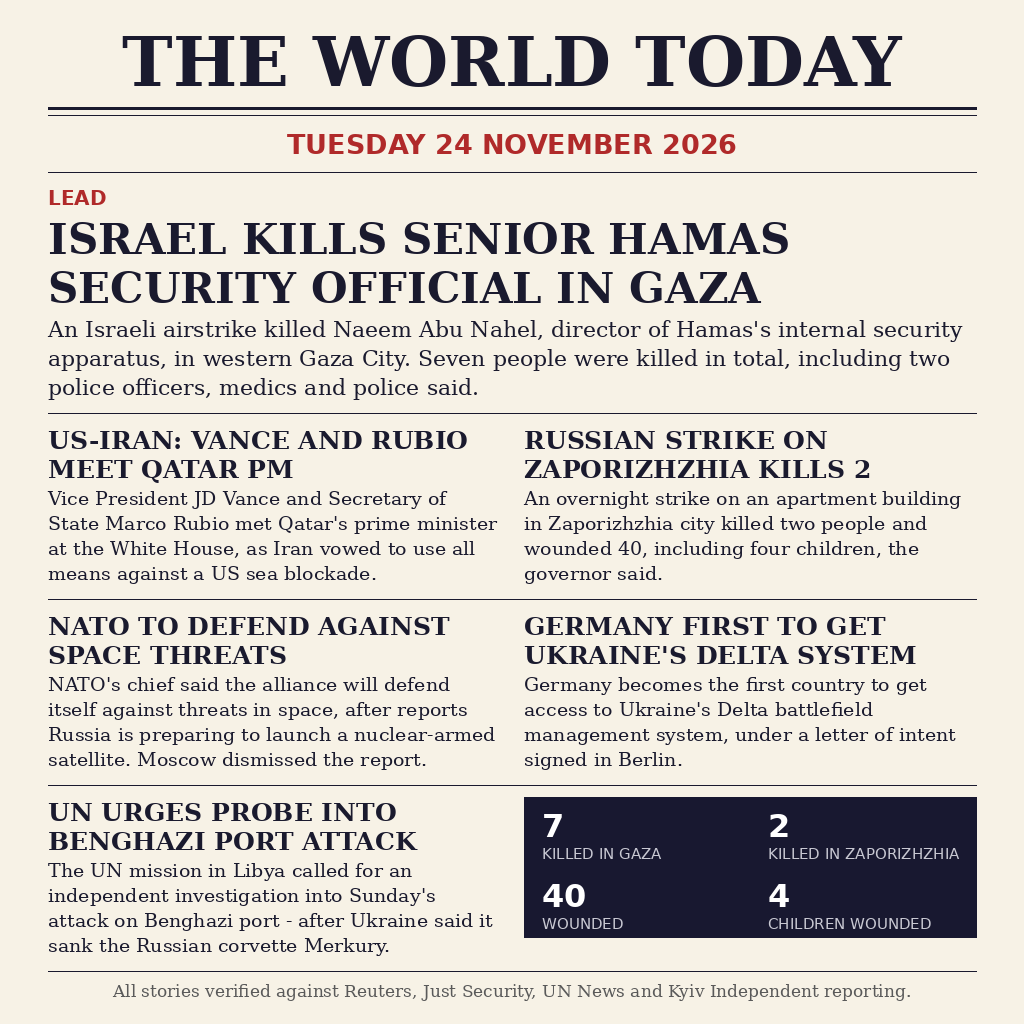 THE WORLD TODAY
TUESDAY 24 NOVEMBER 2026
LEAD
ISRAEL KILLS SENIOR HAMAS
SECURITY OFFICIAL IN GAZA
An Israeli airstrike killed Naeem Abu Nahel, director of Hamas's internal security
apparatus, in western Gaza City. Seven people were killed in total, including two
police officers, medics and police said.
US-IRAN: VANCE AND RUBIO
MEET QATAR PM
Vice President JD Vance and Secretary of
State Marco Rubio met Qatar's prime minister
at the White House, as Iran vowed to use all
means against a US sea blockade.
RUSSIAN STRIKE ON
ZAPORIZHZHIA KILLS 2
An overnight strike on an apartment building
in Zaporizhzhia city killed two people and
wounded 40, including four children, the
governor said.
NATO TO DEFEND AGAINST
SPACE THREATS
NATO's chief said the alliance will defend
itself against threats in space, after reports
Russia is preparing to launch a nuclear-armed
satellite. Moscow dismissed the report.
GERMANY FIRST TO GET
UKRAINE'S DELTA SYSTEM
Germany becomes the first country to get
access to Ukraine's Delta battlefield
management system, under a letter of intent
signed in Berlin.
UN URGES PROBE INTO
BENGHAZI PORT ATTACK
The UN mission in Libya called for an
independent investigation into Sunday's
attack on Benghazi port - after Ukraine said it
sank the Russian corvette Merkury.
7
KILLED IN GAZA
2
KILLED IN ZAPORIZHZHIA
40
WOUNDED
4
CHILDREN WOUNDED
All stories verified against Reuters, Just Security, UN News and Kyiv Independent reporting.